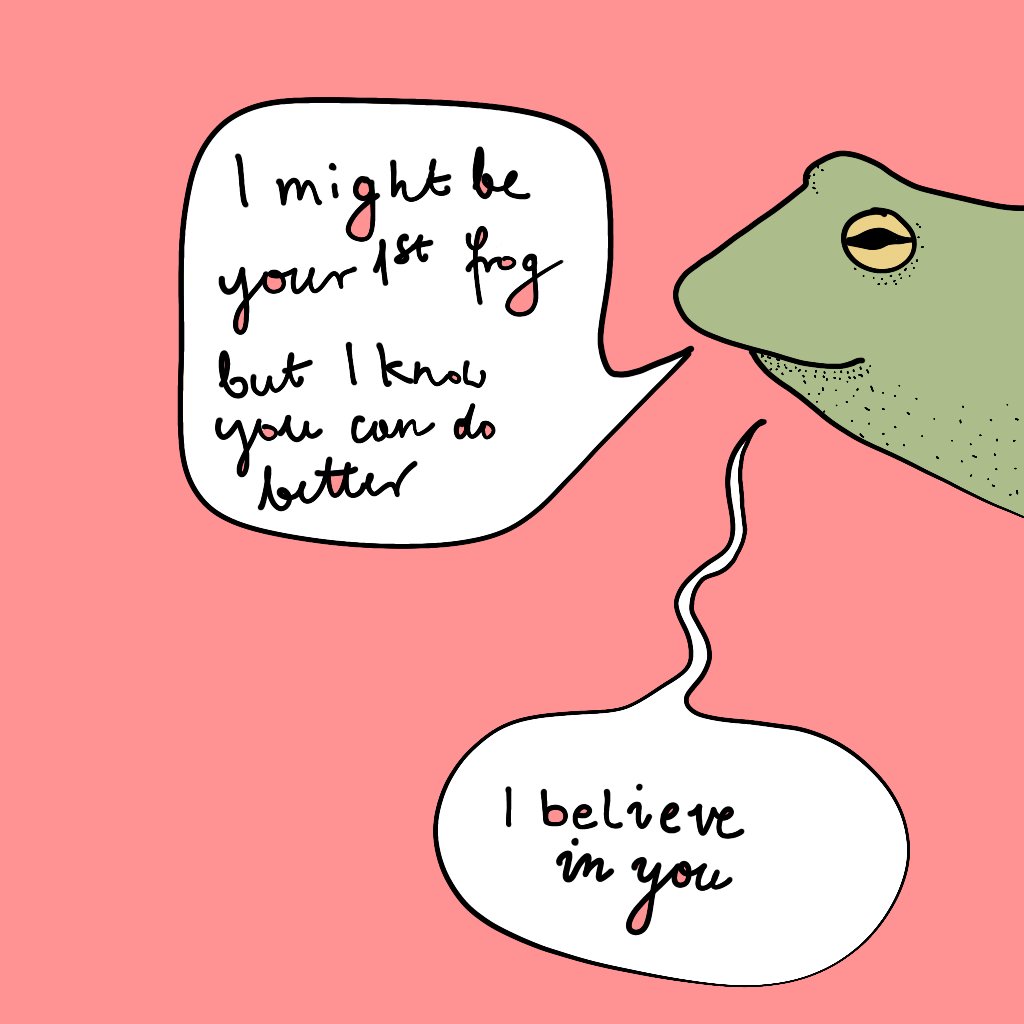 I might be
your 1st frog
but I know
you can do
better
I believe
in you